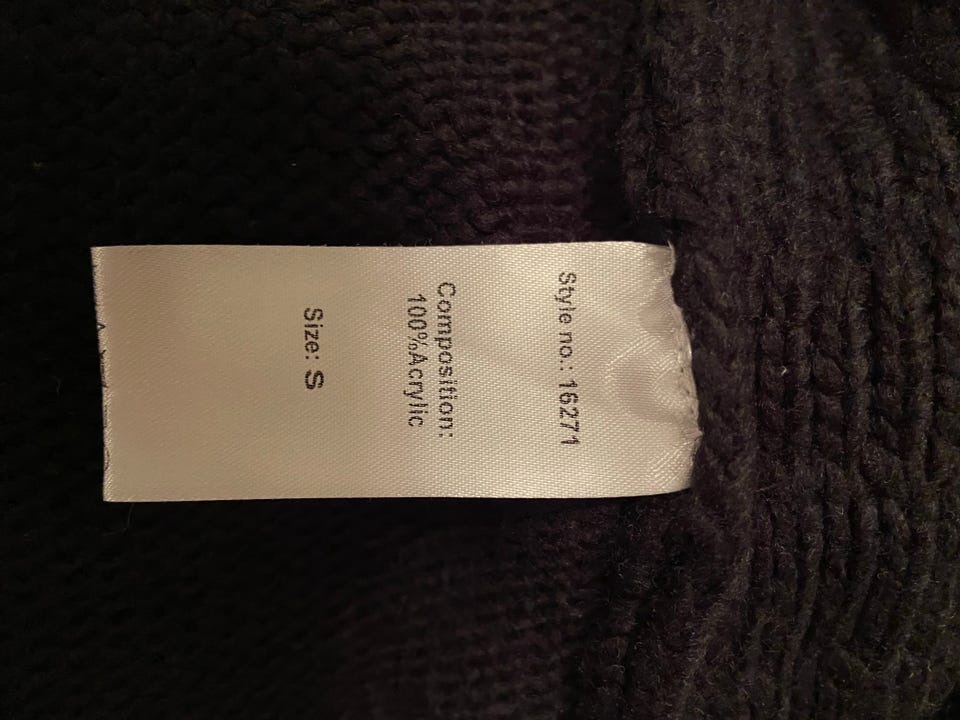 Style no.: 16271
Composition:
100%Acrylic
Size: S